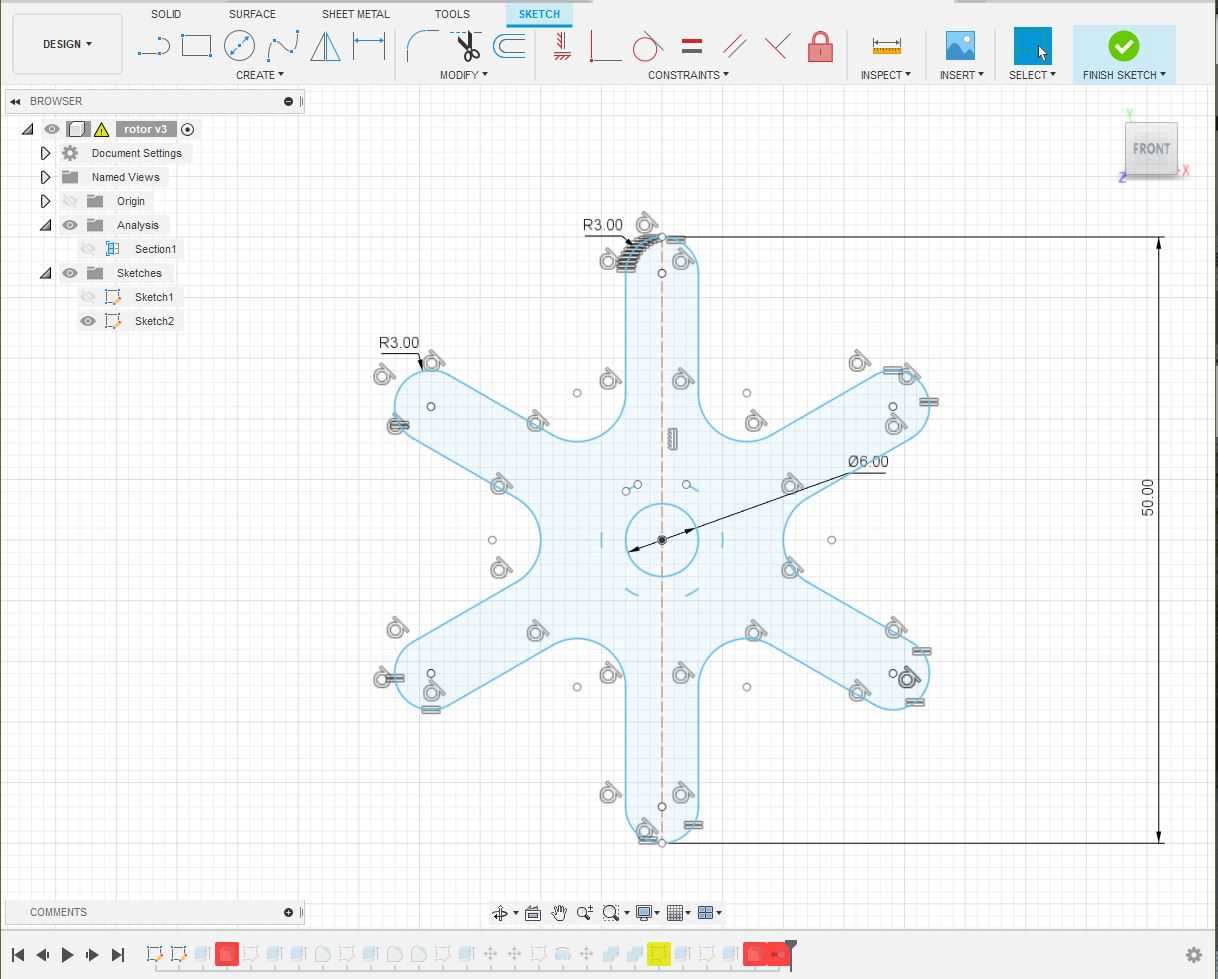 SOLID SURFACE SHEET METAL TOOLS SKETCH
DESIGN
CREATE MODIFY CONSTRAINTS INSPECT INSERT SELECT FINISH SKETCH
BROWSER
rotor v3
Document Settings
Named Views
Origin
Analysis
Section1
Sketches
Sketch1
Sketch2
Y
FRONT
X
Z
R3.00
R3.00
Ø6.00
50.00
COMMENTS